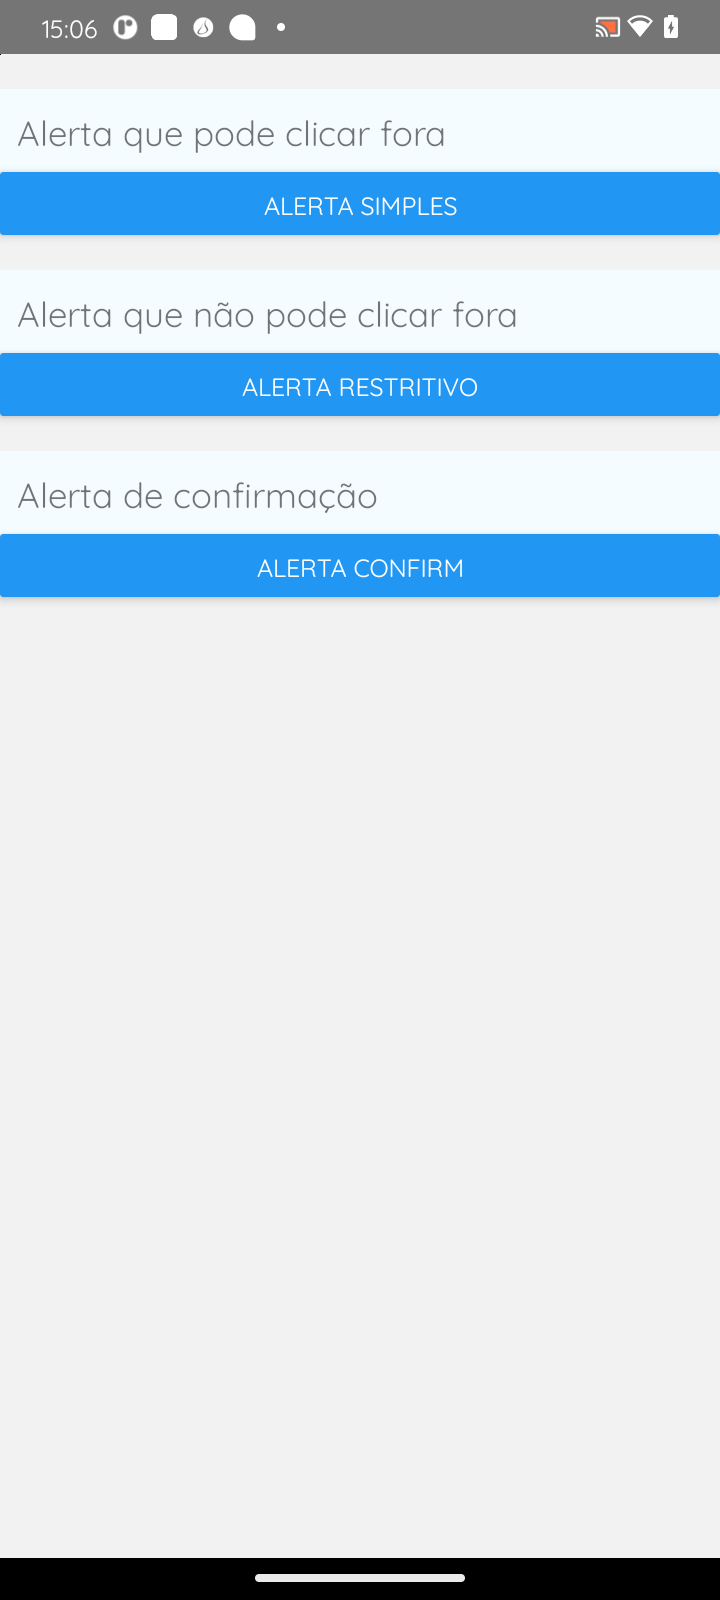 15:06
Alerta que pode clicar fora
ALERTA SIMPLES
Alerta que não pode clicar fora
ALERTA RESTRITIVO
Alerta de confirmação
ALERTA CONFIRM